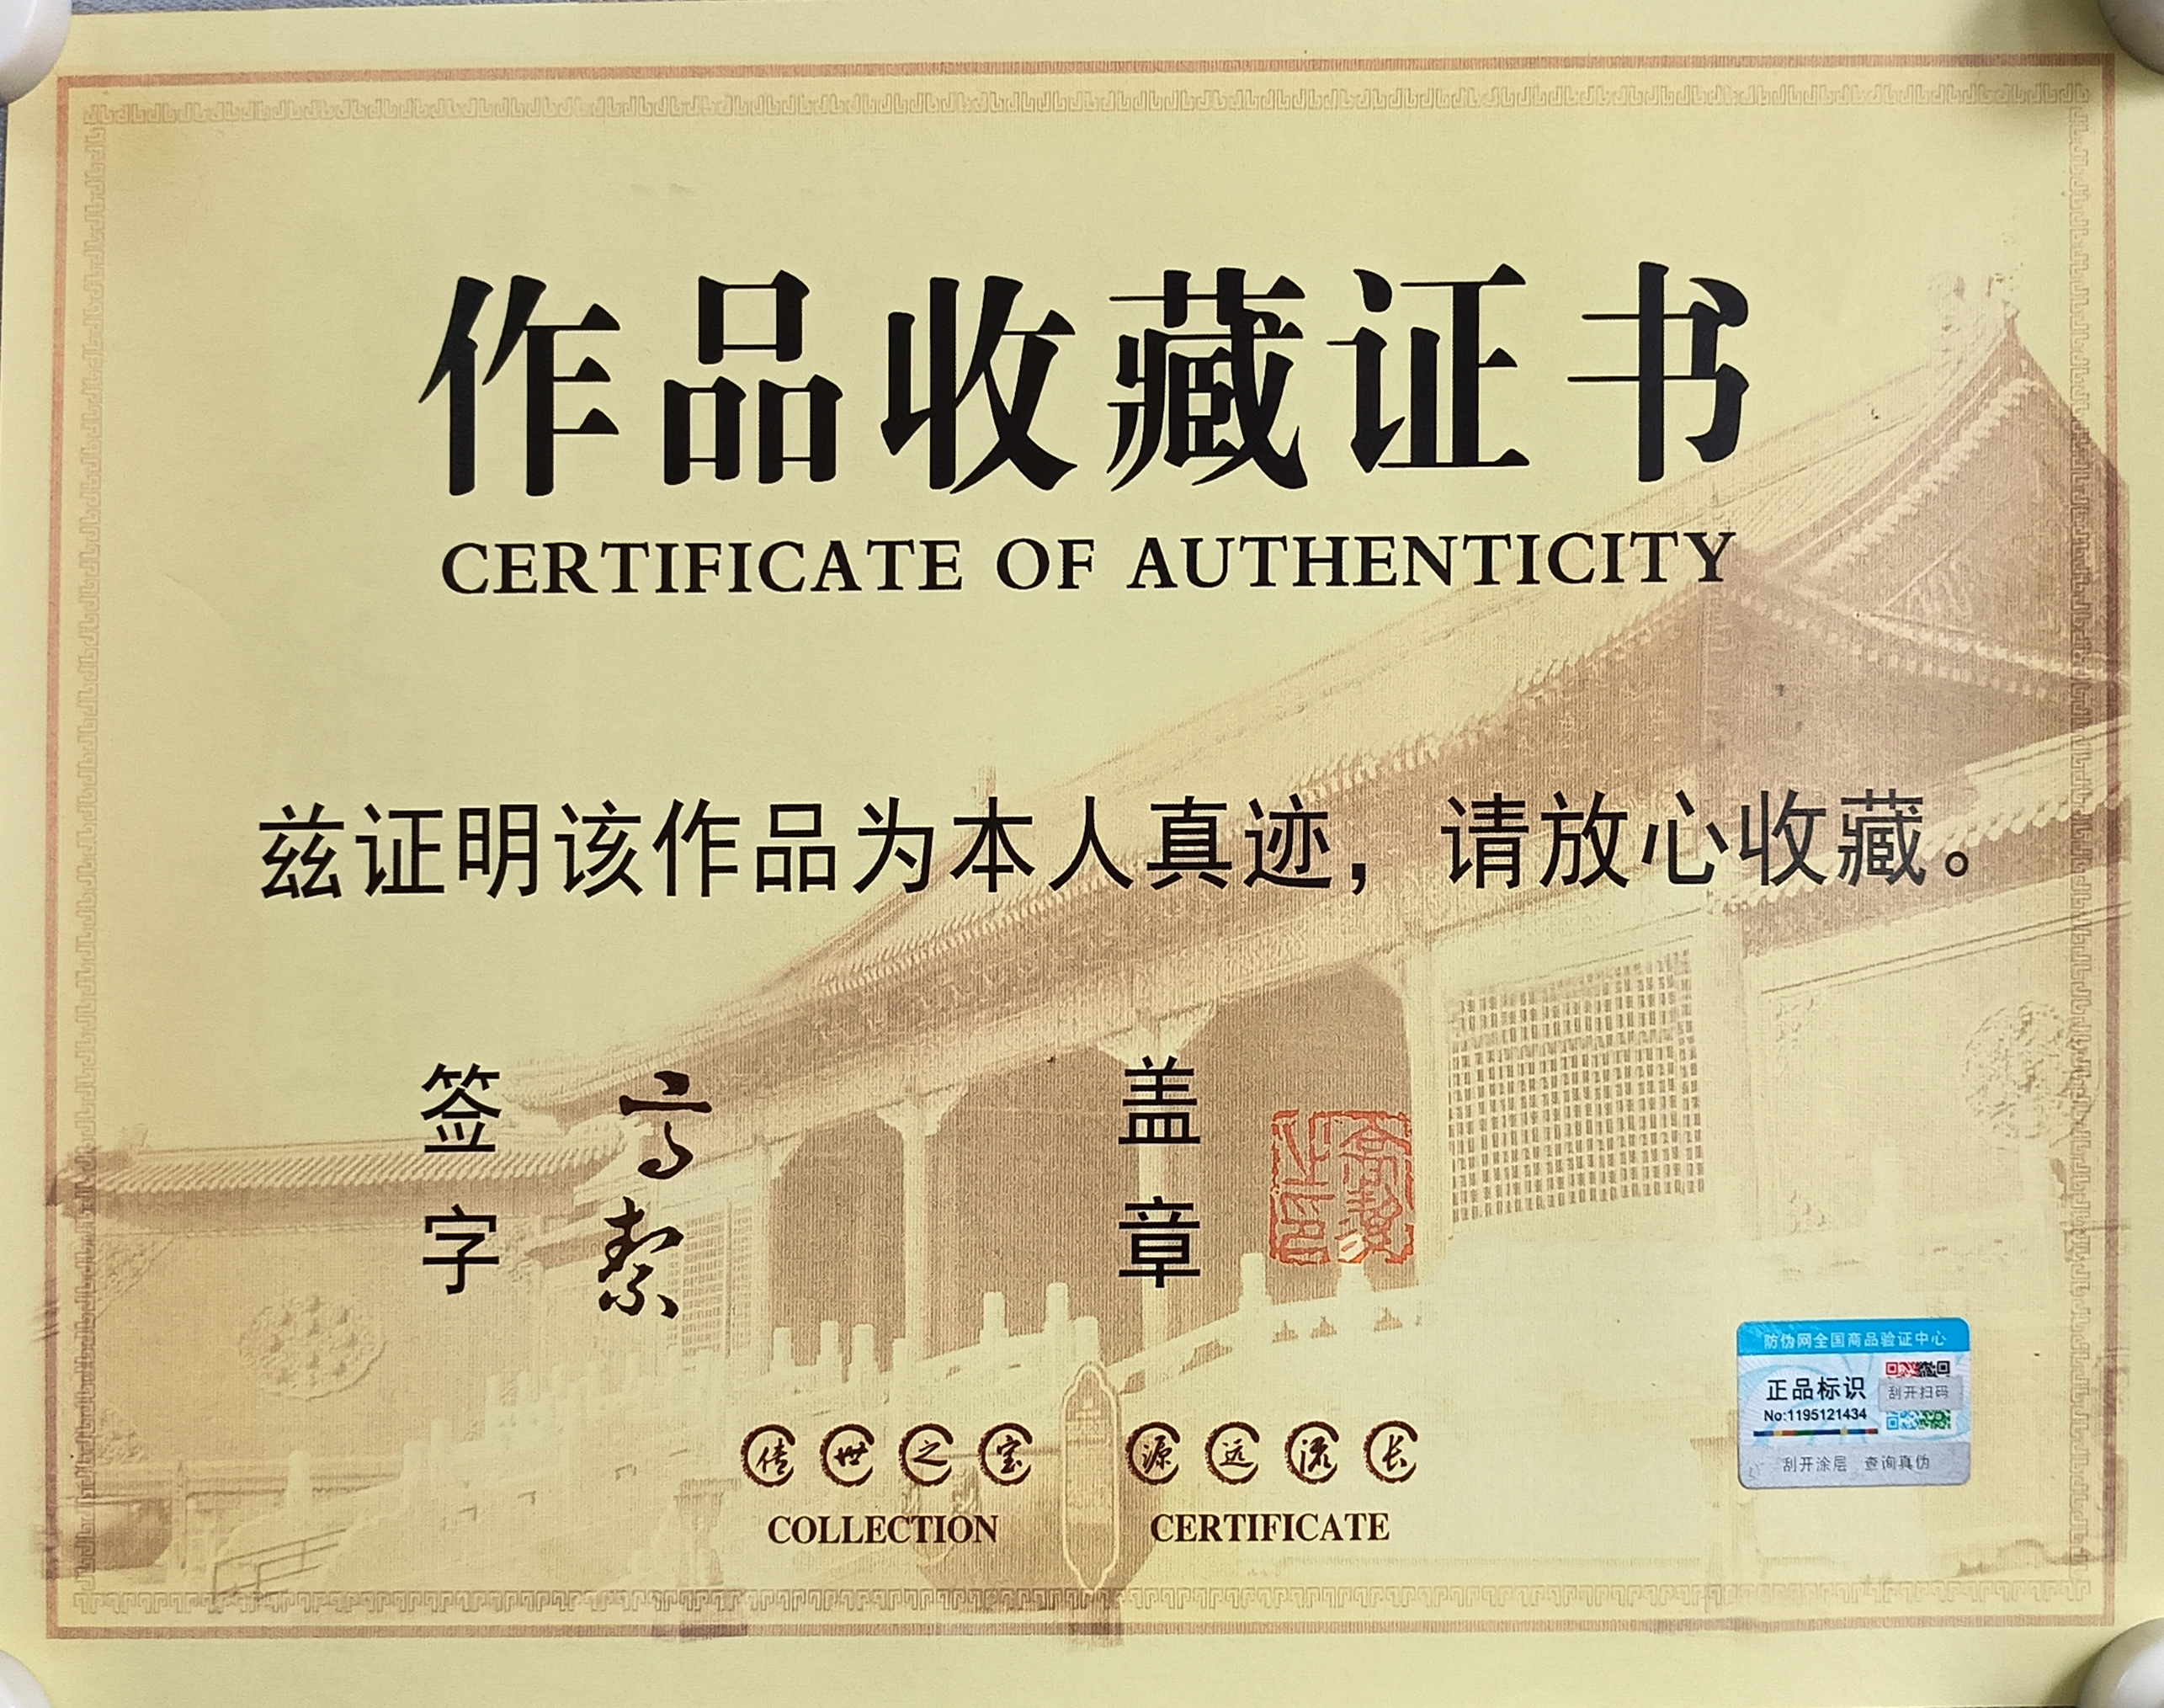 作品收藏证书
CERTIFICATE OF AUTHENTICITY
兹证明该作品为本人真迹，请放心收藏。
签字
盖章
传世之宝 源远流长
COLLECTION CERTIFICATE
防伪网全国商品验证中心
正品标识
刮开扫码
No:1195121434
刮开涂层 查询真伪